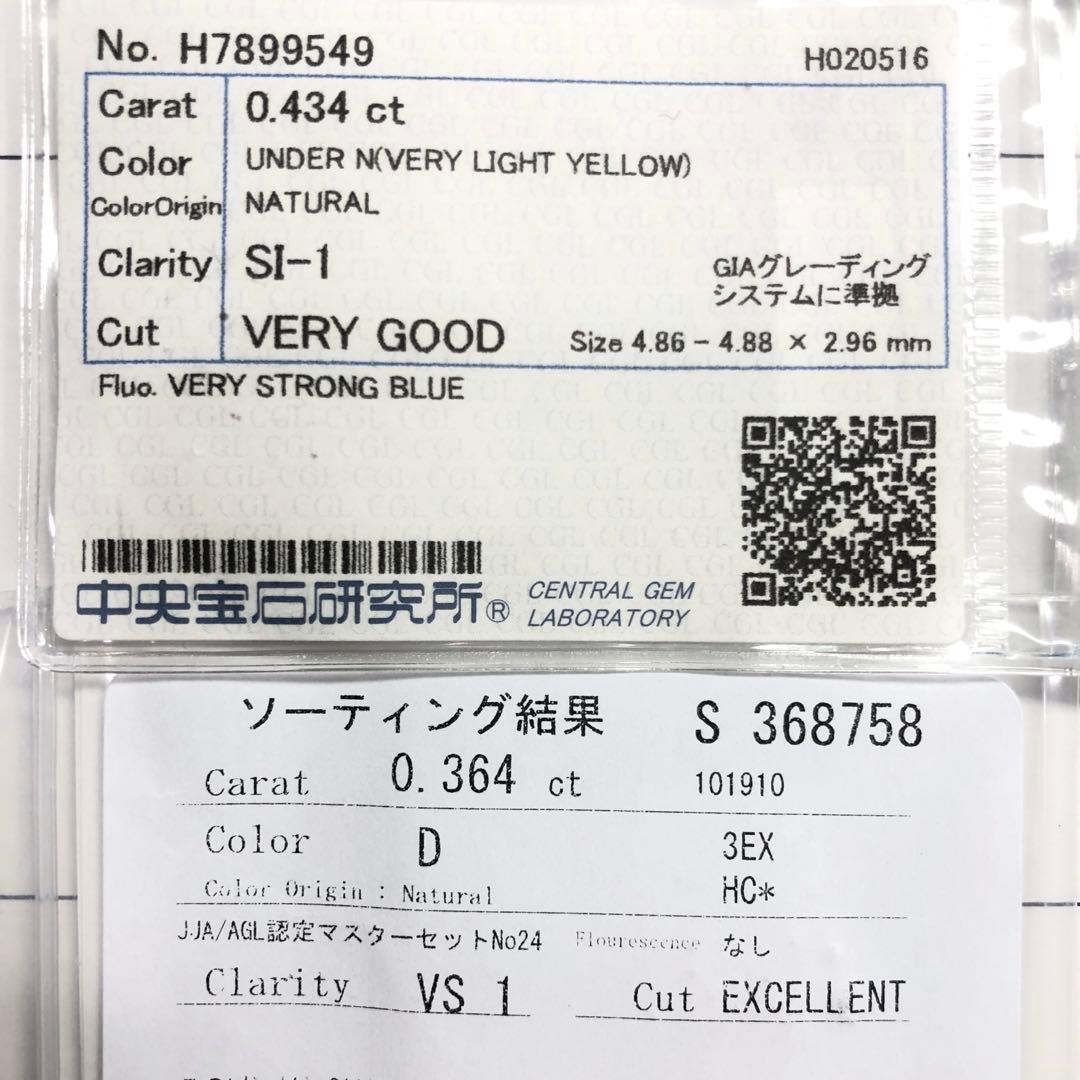 No. H7899549 H020516
Carat 0.434 ct
Color UNDER N(VERY LIGHT YELLOW)
ColorOrigin NATURAL
Clarity SI-1
GIAグレーディング
システムに準拠
Cut VERY GOOD Size 4.86 - 4.88 × 2.96 mm
Fluo. VERY STRONG BLUE
中央宝石研究所® CENTRAL GEM
LABORATORY
ソーティング結果 S 368758
Carat 0.364 ct 101910
Color D 3EX
Color Origin : Natural HC*
JJA/AGL認定マスターセットNo24 Flourescence なし
Clarity VS 1 Cut EXCELLENT